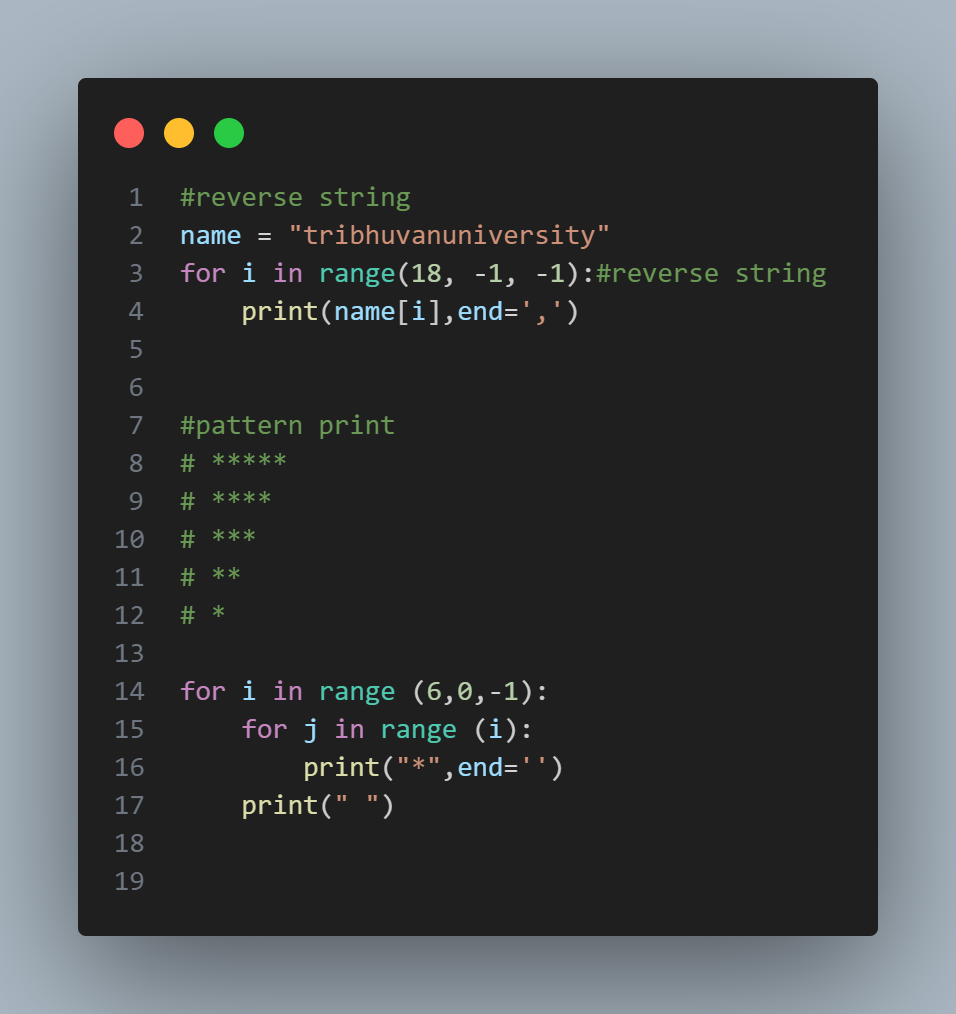 1 #reverse string
2 name = "tribhuvanuniversity"
3 for i in range(18, -1, -1):#reverse string
4     print(name[i],end=',')
5
6
7 #pattern print
8 # *****
9 # ****
10 # ***
11 # **
12 # *
13
14 for i in range (6,0,-1):
15     for j in range (i):
16         print("*",end='')
17     print(" ")
18
19